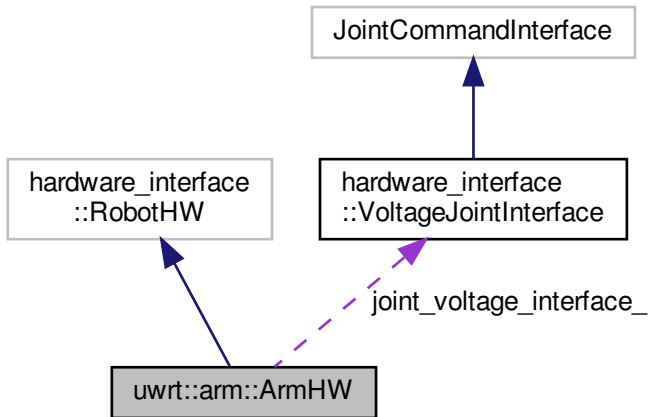 JointCommandInterface
hardware_interface
::RobotHW
hardware_interface
::VoltageJointInterface
joint_voltage_interface_
uwrt::arm::ArmHW